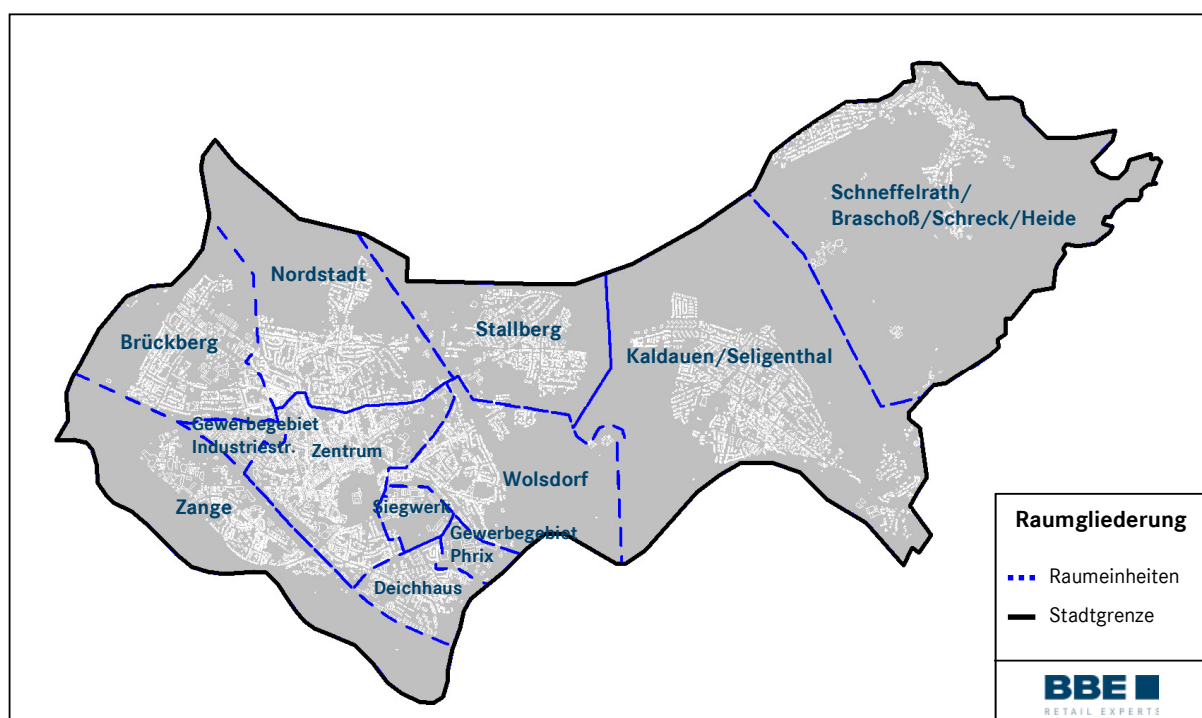 Schneffelrath/
Braschoß/Schreck/Heide
Nordstadt
Stallberg
Brückberg
Kaldauen/Seligenthal
Gewerbegebiet
Industriestr.
Zentrum
Zange
Wolsdorf
Siegwerk
Gewerbegebiet
Phrix
Deichhaus
Raumgliederung
Raumeinheiten
Stadtgrenze
BBE
RETAIL EXPERTS